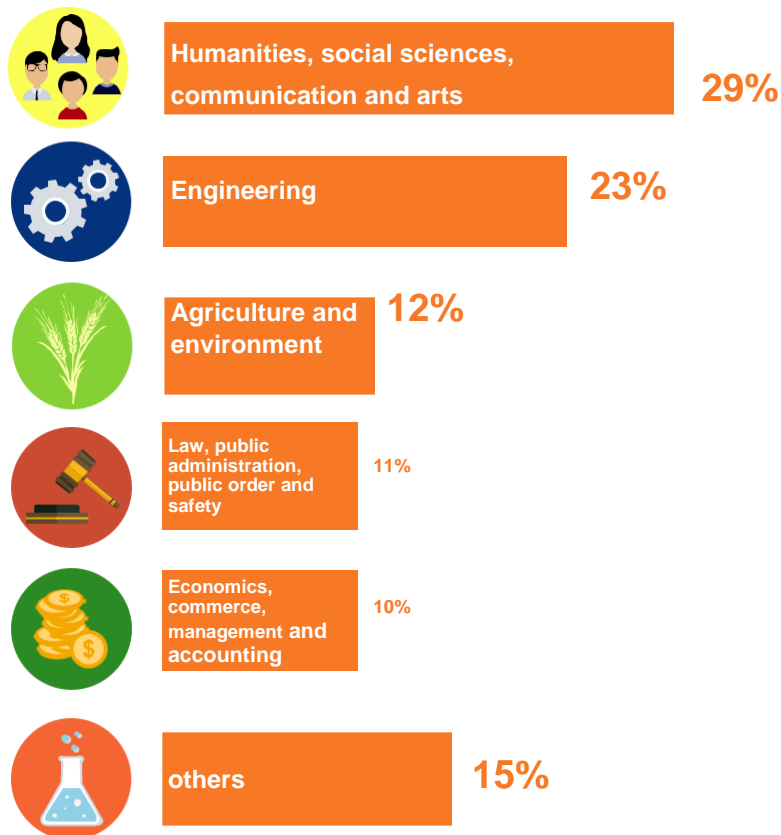 Humanities, social sciences,
communication and arts
29%
Engineering
23%
Agriculture and
environment
12%
Law, public
administration,
public order and
safety
11%
Economics,
commerce,
management and
accounting
10%
others
15%
$
$